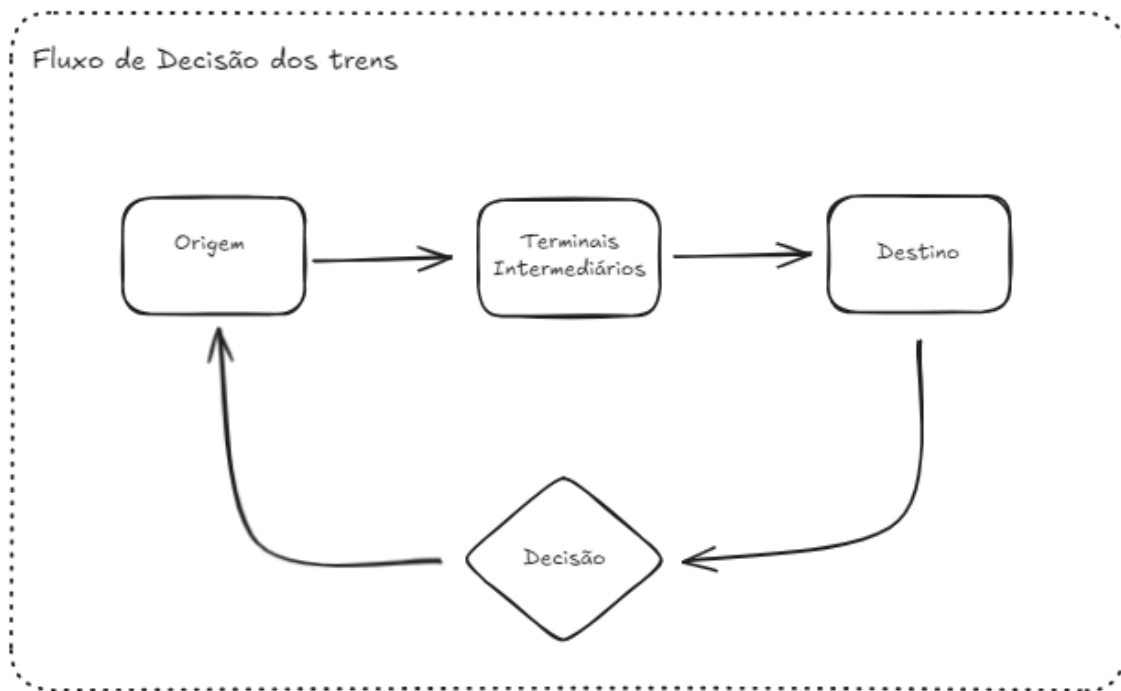 Fluxo de Decisão dos trens
Origem
Terminais
Intermediários
Destino
Decisão